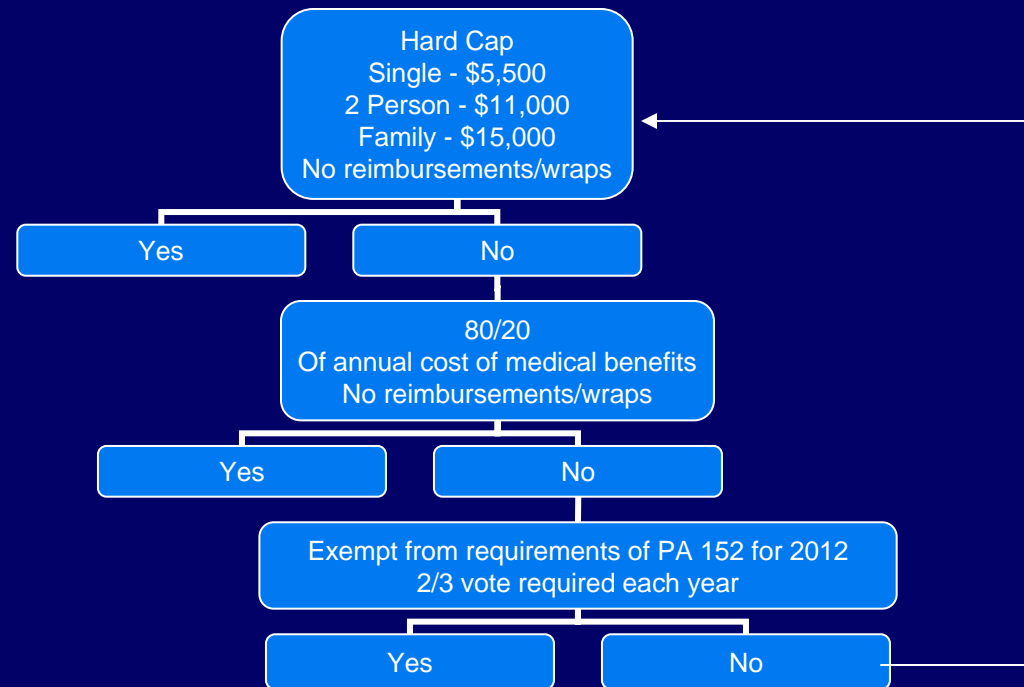 Hard Cap
Single - $5,500
2 Person - $11,000
Family - $15,000
No reimbursements/wraps
Yes
No
80/20
Of annual cost of medical benefits
No reimbursements/wraps
Yes
No
Exempt from requirements of PA 152 for 2012
2/3 vote required each year
Yes
No